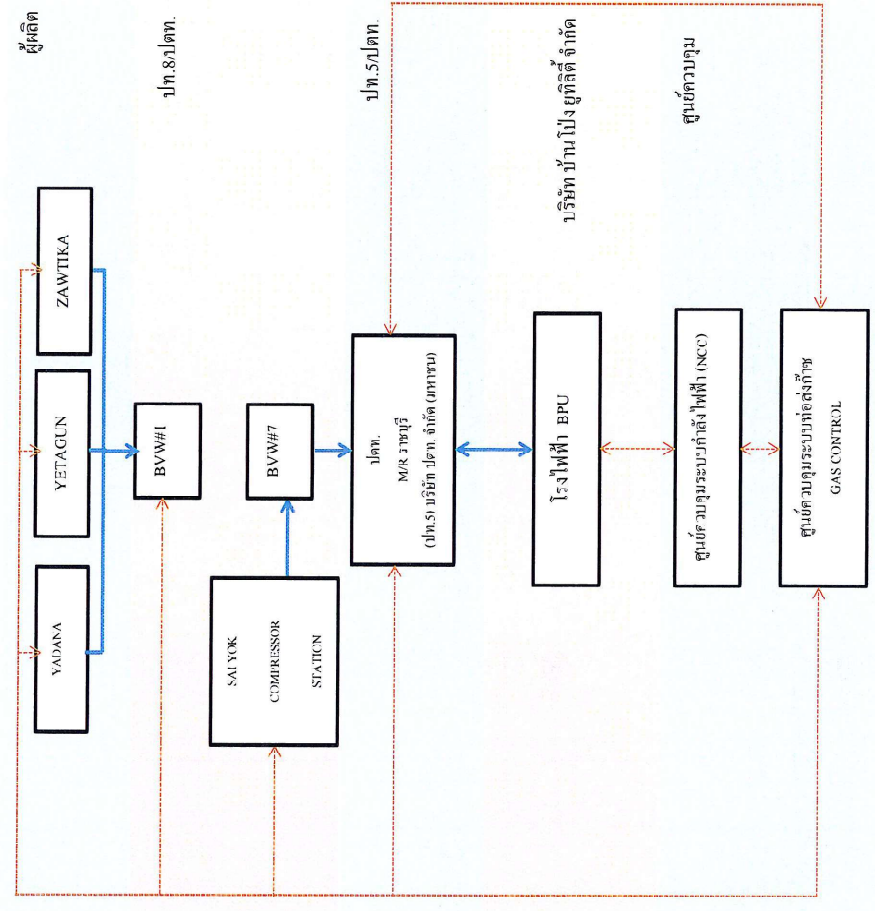 ผู้ผลิต
YADANA
YETAGUN
ZAWTIKA
ปท.8/ปตท.
BVW#1
SAI YOK
COMPRESSOR
STATION
BVW#7
ปท.5/ปตท.
ปตท.
M/R ราชบุรี
(ปท.5) บริษัท ปตท. จำกัด (มหาชน)
บริษัท บ้านโป่ง ยูทิลิตี้ จำกัด
โรงไฟฟ้า BPU
ศูนย์ควบคุม
ศูนย์ควบคุมระบบกำลังไฟฟ้า (NCC)
ศูนย์ควบคุมระบบท่อส่งก๊าซ
GAS CONTROL